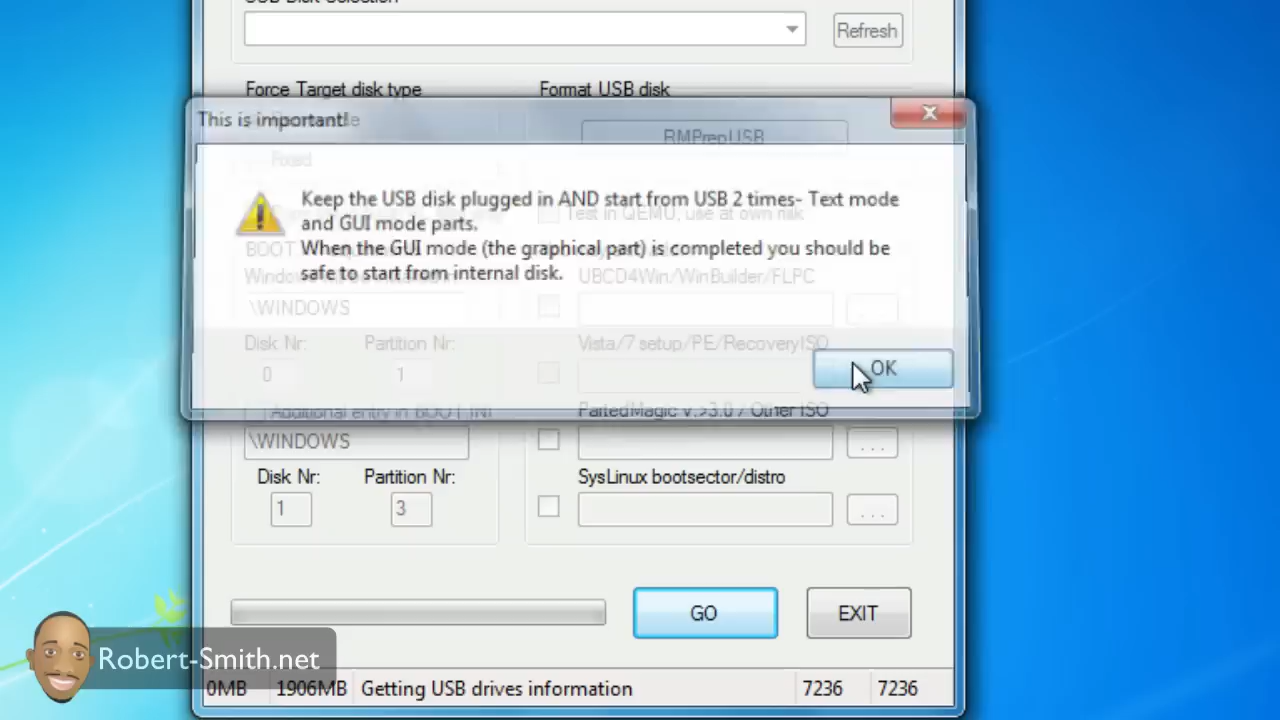 USB Disk Selection
Refresh
Force Target disk type
Format USB disk
This is important!
RMPrepUSB
Fixed
Keep the USB disk plugged in AND start from USB 2 times- Text mode
and GUI mode parts.
Test in QEMU, use at own risk
When the GUI mode (the graphical part) is completed you should be
safe to start from internal disk.
UBCD4Win/WinBuilder/FLPC
\WINDOWS
Disk Nr:
Partition Nr:
Vista/7 setup/PE/RecoveryISO
0
1
OK
Additional entry in BOOT.INI
PartedMagic v.>3.0 / Other ISO
\WINDOWS
...
Disk Nr:
Partition Nr:
SysLinux bootsector/distro
1
3
...
GO
EXIT
Robert-Smith.net
0MB
1906MB
Getting USB drives information
7236
7236